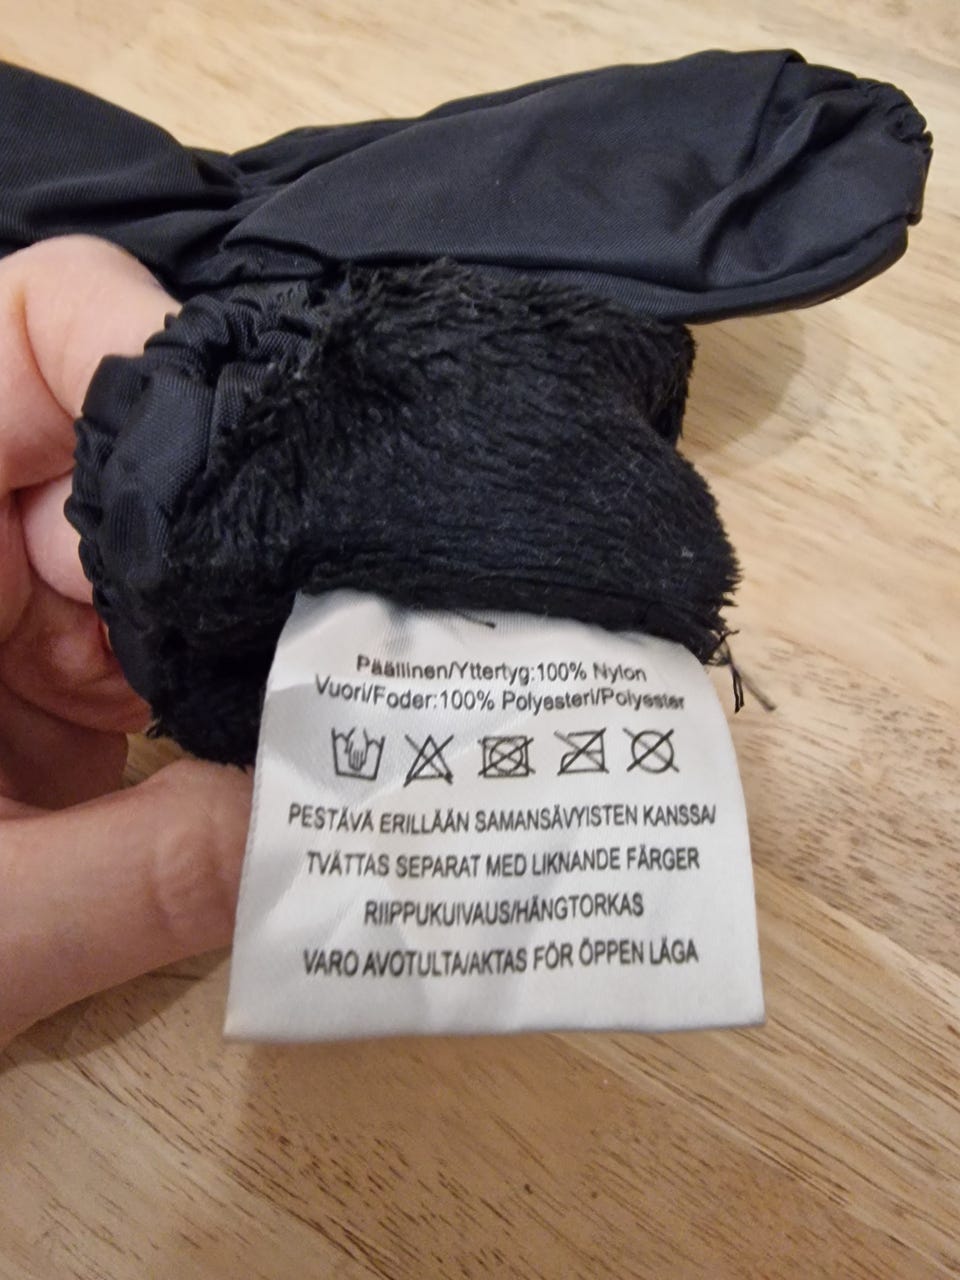 Päällinen/Yttertyg:100% Nylon
Vuori/Foder:100% Polyesteri/Polyester
PESTÄVÄ ERILLÄÄN SAMANSÄVYISTEN KANSSA/
TVÄTTAS SEPARAT MED LIKNANDE FÄRGER
RIIPPUKUIVAUS/HÄNGTORKAS
VARO AVOTULTA/AKTAS FÖR ÖPPEN LÅGA